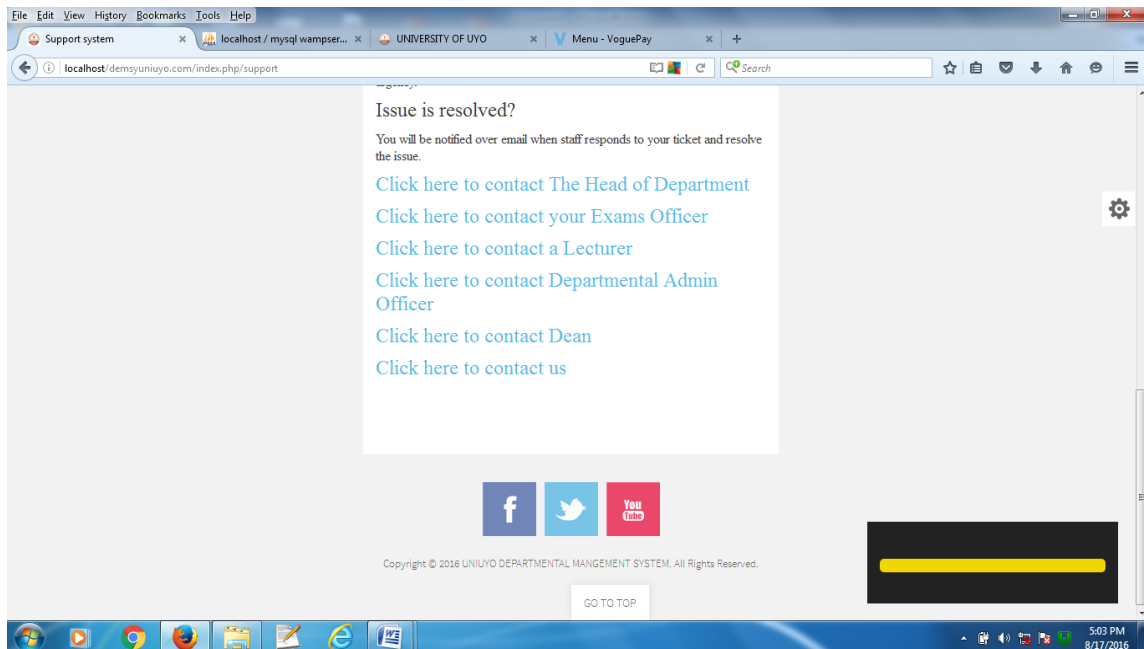 File Edit View History Bookmarks Tools Help
Support system
localhost / mysql wampser...
UNIVERSITY OF UYO
Menu - VoguePay
localhost/demsyuniuyo.com/index.php/support
Search
Issue is resolved?
You will be notified over email when staff responds to your ticket and resolve
the issue.
Click here to contact The Head of Department
Click here to contact your Exams Officer
Click here to contact a Lecturer
Click here to contact Departmental Admin
Officer
Click here to contact Dean
Click here to contact us
f
You
Tube
Copyright © 2016 UNIUYO DEPARTMENTAL MANGEMENT SYSTEM. All Rights Reserved.
GO TO TOP
5:03 PM
8/17/2016